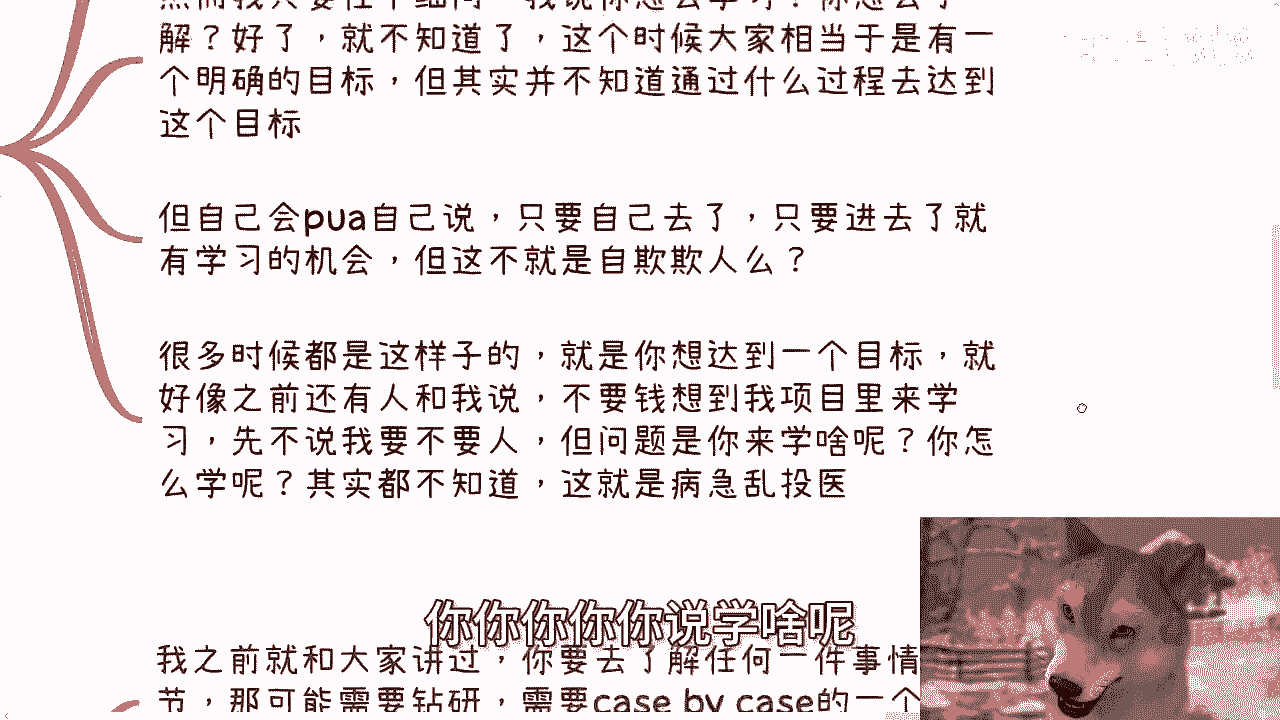 解？好了，就不知道了，这个时候大家相当于是有一
个明确的目标，但其实并不知道通过什么过程去达到
这个目标
但自己会pua自己说，只要自己去了，只要进去了就
有学习的机会，但这不就是自欺欺人么？
很多时候都是这样子的，就是你想达到一个目标，就
好像之前还有人和我说，不要钱想到我项目里来学
习，先不说我要不要人，但问题是你来学啥呢？你怎
么学呢？其实都不知道，这就是病急乱投医
你你你你你说学啥呢
我之前就和大家讲过，你要去了解任何一件事情
节，那可能需要钻研，需要case by case的一个